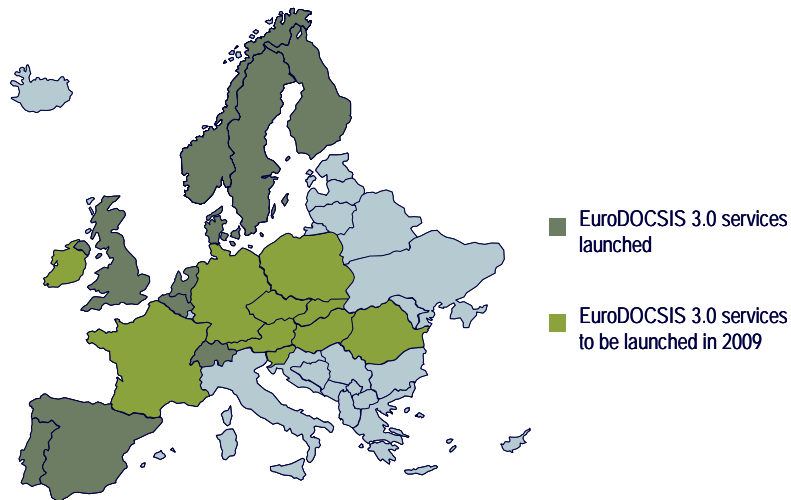 EuroDOCSIS 3.0 services
launched
EuroDOCSIS 3.0 services
to be launched in 2009